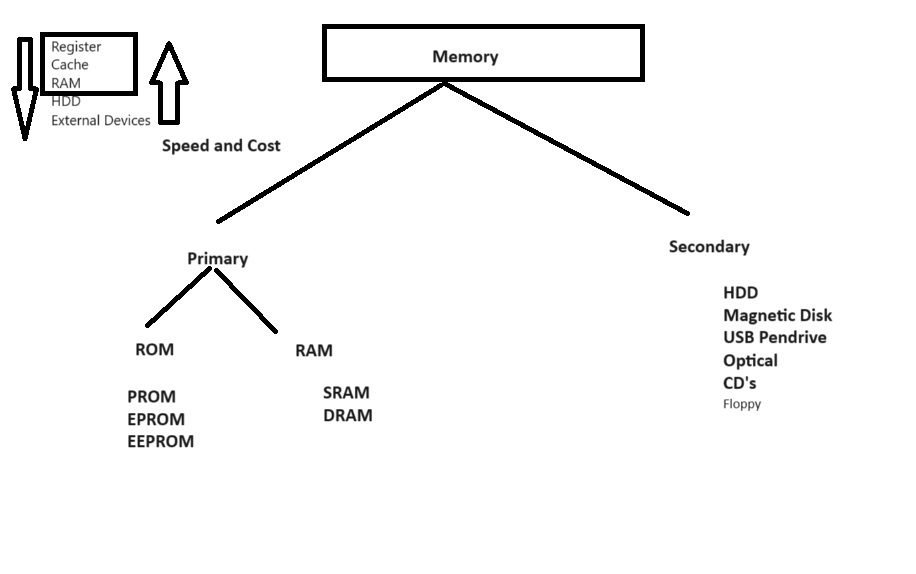 Register
Cache
RAM
HDD
External Devices
Speed and Cost
Memory
Primary
Secondary
ROM
RAM
PROM
EPROM
EEPROM
SRAM
DRAM
HDD
Magnetic Disk
USB Pendrive
Optical
CD's
Floppy